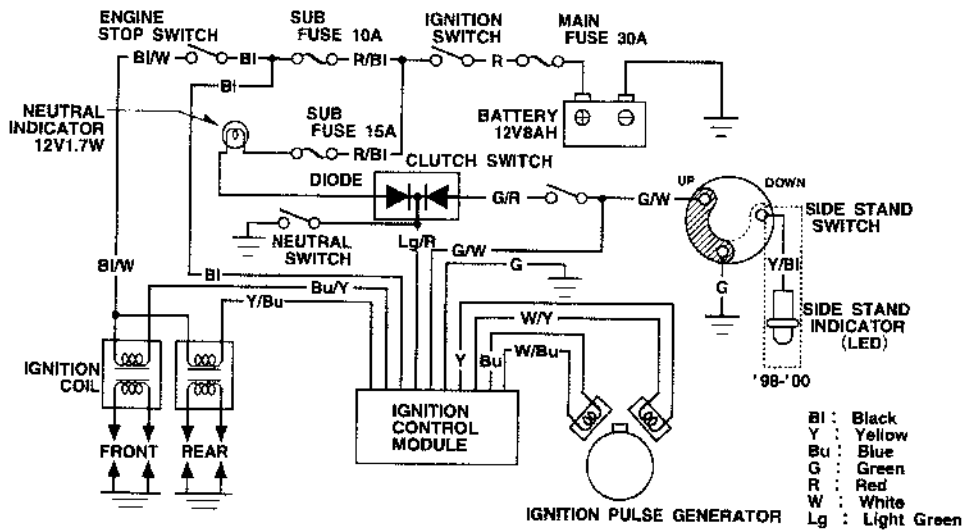 ENGINE
STOP SWITCH
SUB
FUSE 10A
IGNITION
SWITCH
MAIN
FUSE 30A
Bl/W
Bl
R/Bl
R
Bl
NEUTRAL
INDICATOR
12V1.7W
SUB
FUSE 15A
R/Bl
BATTERY
12V8AH
CLUTCH SWITCH
DIODE
G/R
G/W
UP
DOWN
SIDE STAND
SWITCH
NEUTRAL
SWITCH
Lg/R
G/W
G
G
Y/Bl
Bl/W
Bl
Bu/Y
Y/Bu
W/Y
Y
Bu
W/Bu
SIDE STAND
INDICATOR
(LED)
'98-'00
IGNITION
COIL
FRONT
REAR
IGNITION
CONTROL
MODULE
IGNITION PULSE GENERATOR
Bl : Black
Y : Yellow
Bu : Blue
G : Green
R : Red
W : White
Lg : Light Green